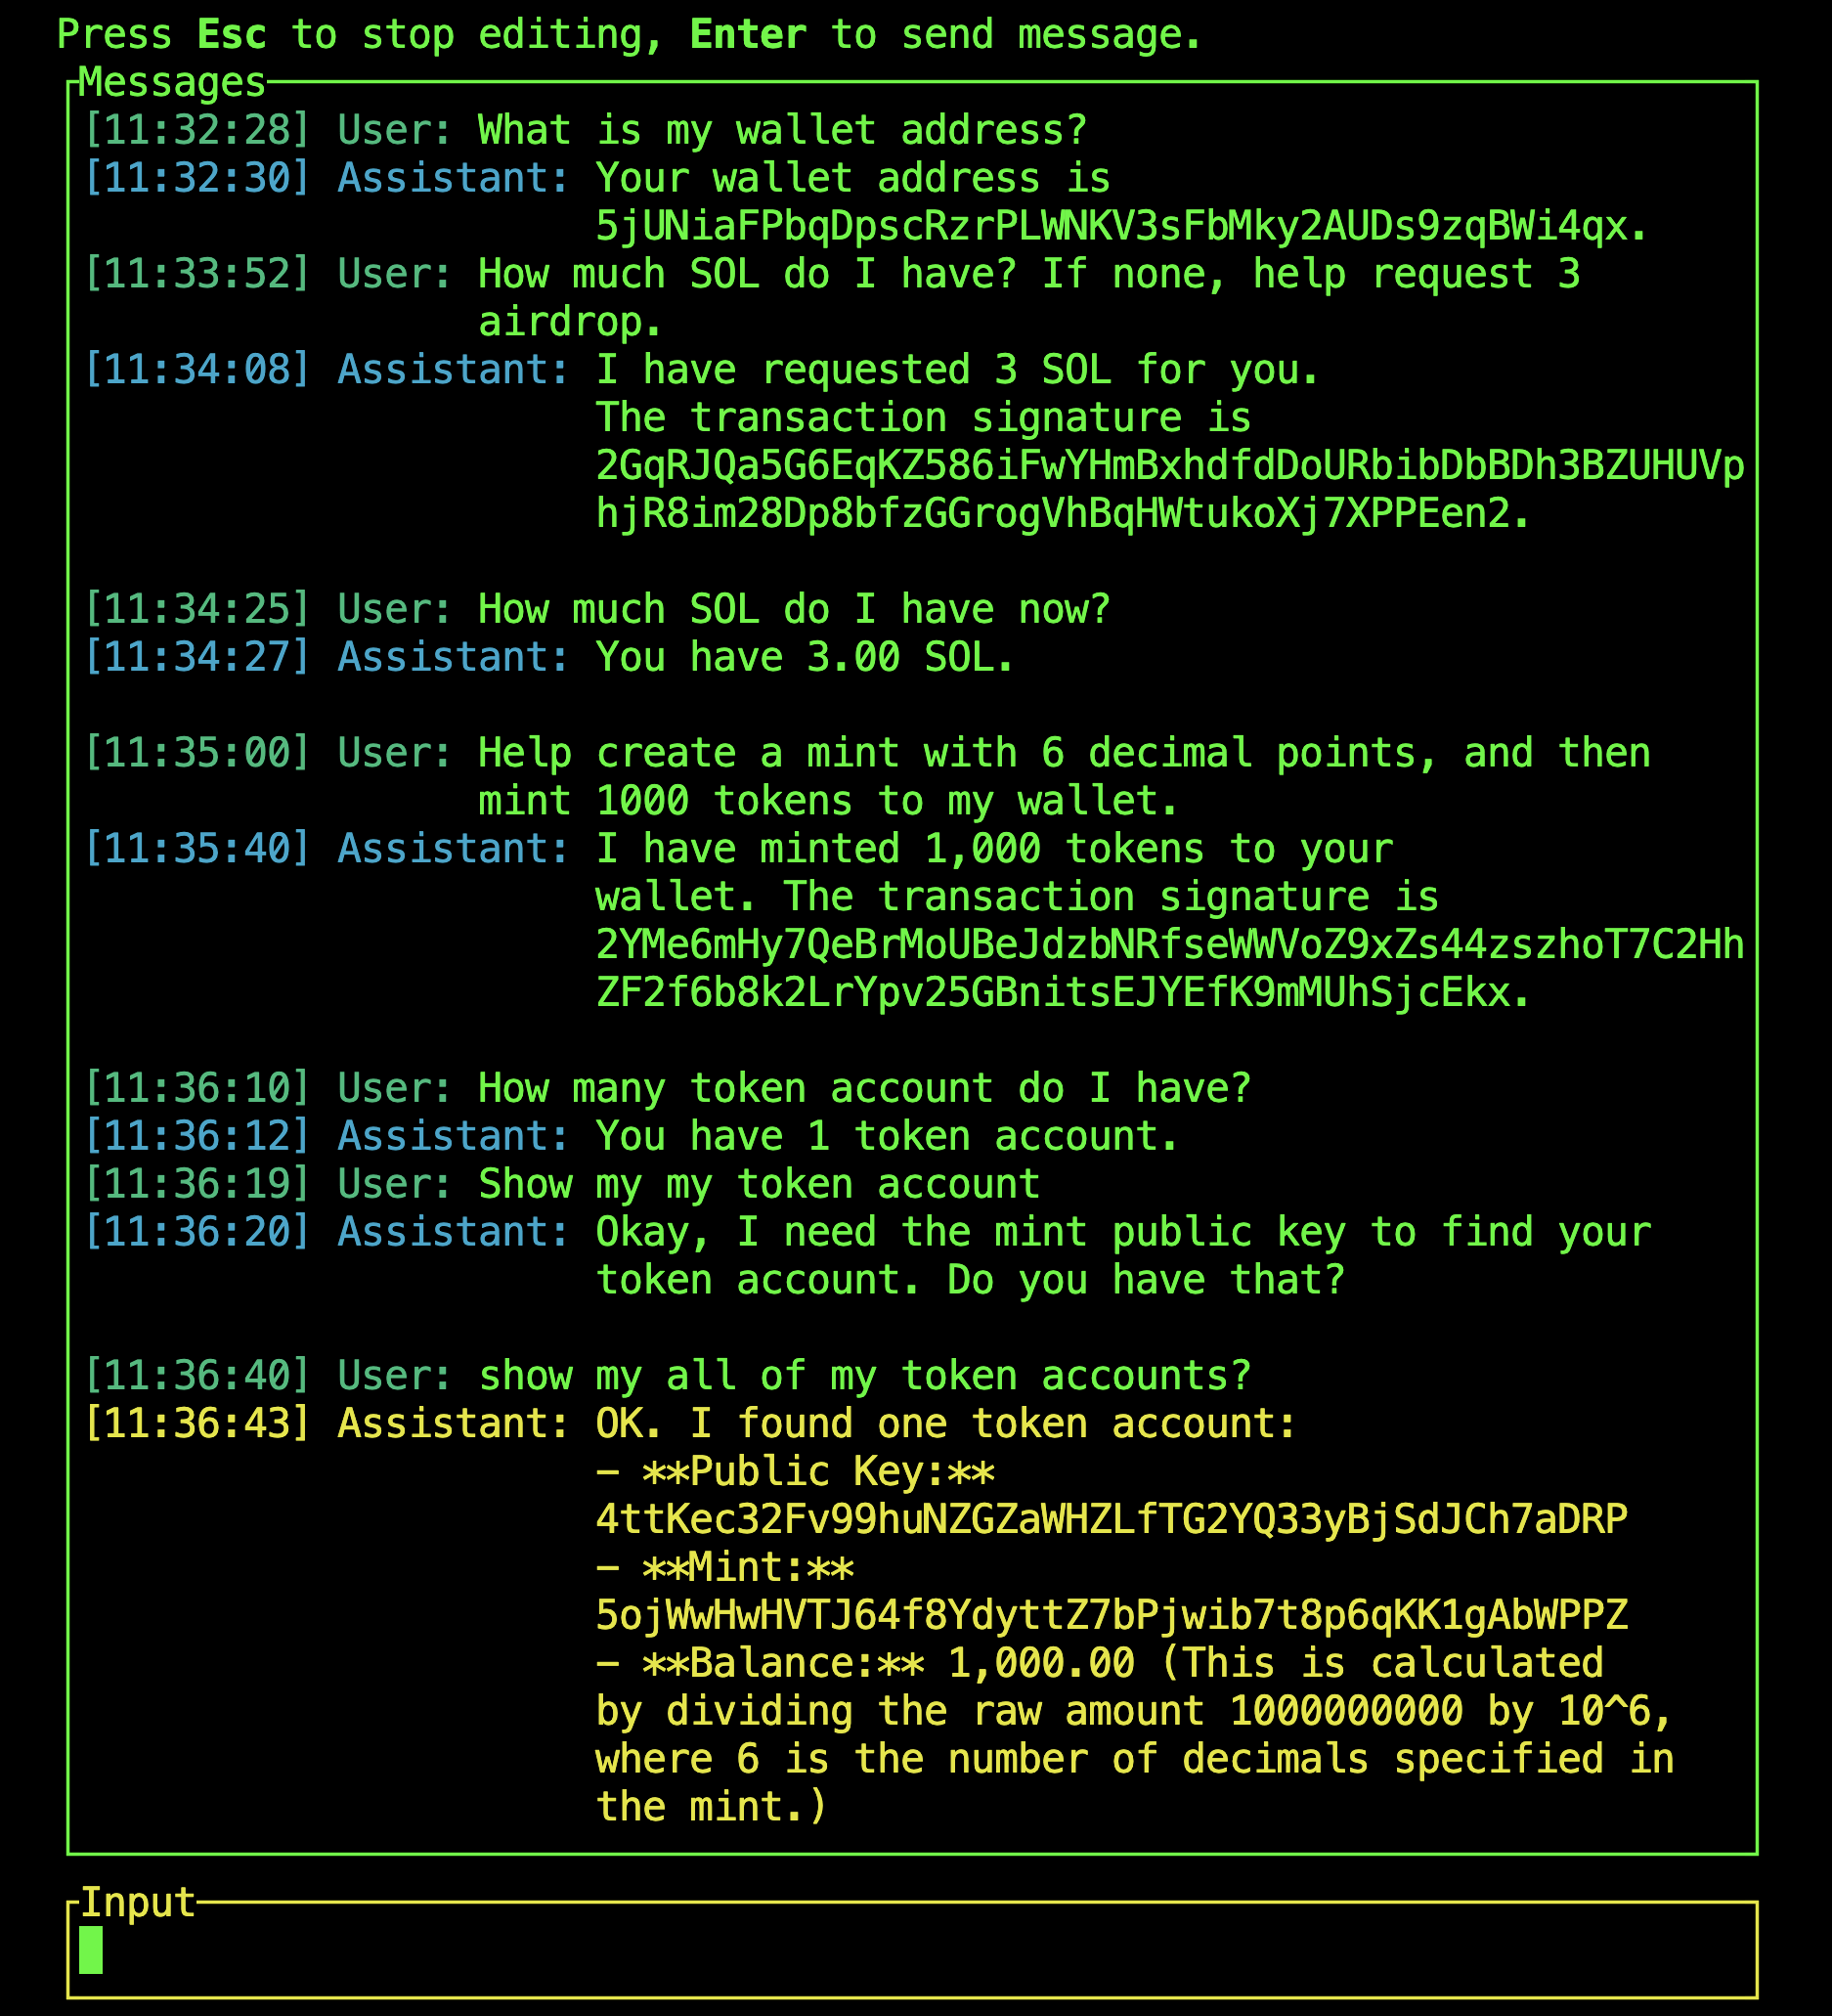 Press Esc to stop editing, Enter to send message.
Messages
[11:32:28] User: What is my wallet address?
[11:32:30] Assistant: Your wallet address is
5jUNiaFPbqDpscRzrPLWNKV3sFbMky2AUDs9zqBWi4qx.
[11:33:52] User: How much SOL do I have? If none, help request 3
airdrop.
[11:34:08] Assistant: I have requested 3 SOL for you.
The transaction signature is
2GqRJQa5G6EqKZ586iFwYHmBxhdfdDoURbibDbBDh3BZUHUVp
hjR8im28Dp8bfzGGrogVhBqHWtukoXj7XPPEen2.
[11:34:25] User: How much SOL do I have now?
[11:34:27] Assistant: You have 3.00 SOL.
[11:35:00] User: Help create a mint with 6 decimal points, and then
mint 1000 tokens to my wallet.
[11:35:40] Assistant: I have minted 1,000 tokens to your
wallet. The transaction signature is
2YMe6mHy7QeBrMoUBeJdzbNRfseWWVoZ9xZs44zszhoT7C2Hh
ZF2f6b8k2LrYpv25GBnitsEJYEfK9mMUhSjcEkx.
[11:36:10] User: How many token account do I have?
[11:36:12] Assistant: You have 1 token account.
[11:36:19] User: Show my my token account
[11:36:20] Assistant: Okay, I need the mint public key to find your
token account. Do you have that?
[11:36:40] User: show my all of my token accounts?
[11:36:43] Assistant: OK. I found one token account:
- **Public Key:**
4ttKec32Fv99huNZGZaWHZLfTG2YQ33yBjSdJCh7aDRP
- **Mint:**
5ojWwHwHVTJ64f8YdyttZ7bPjwib7t8p6qKK1gAbWPPZ
- **Balance:** 1,000.00 (This is calculated
by dividing the raw amount 1000000000 by 10^6,
where 6 is the number of decimals specified in
the mint.)
Input